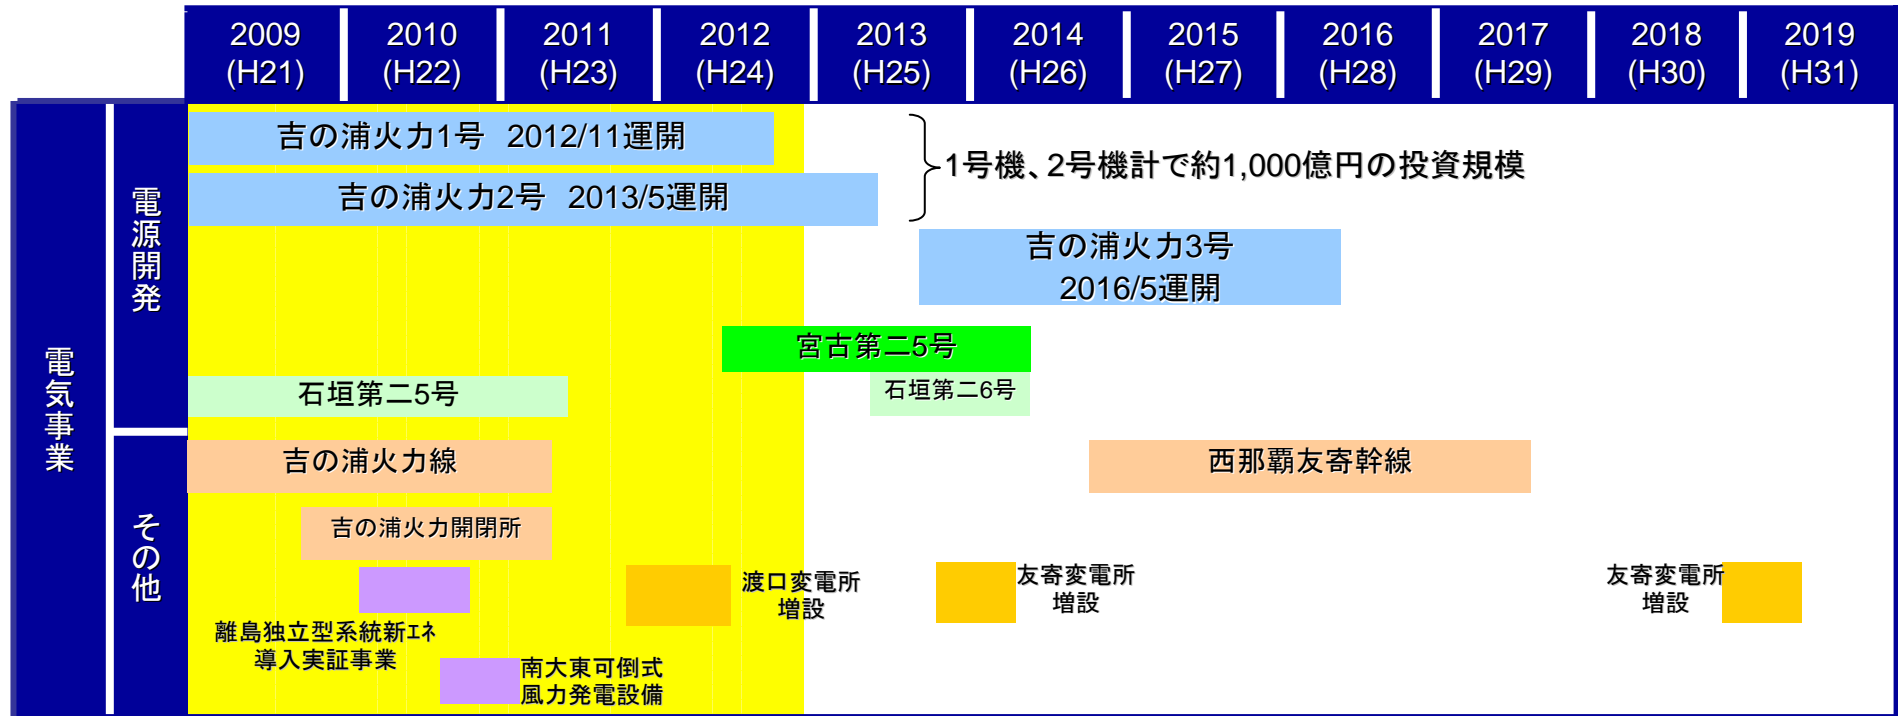 2009
(H21)
2010
(H22)
2011
(H23)
2012
(H24)
2013
(H25)
2014
(H26)
2015
(H27)
2016
(H28)
2017
(H29)
2018
(H30)
2019
(H31)
電気事業
電源開発
吉の浦火力1号 2012/11運開
吉の浦火力2号 2013/5運開
1号機、2号機計で約1,000億円の投資規模
吉の浦火力3号
2016/5運開
宮古第二5号
石垣第二5号
石垣第二6号
その他
吉の浦火力線
西那覇友寄幹線
吉の浦火力開閉所
渡口変電所
増設
友寄変電所
増設
友寄変電所
増設
離島独立型系統新ｴﾈ
導入実証事業
南大東可倒式
風力発電設備